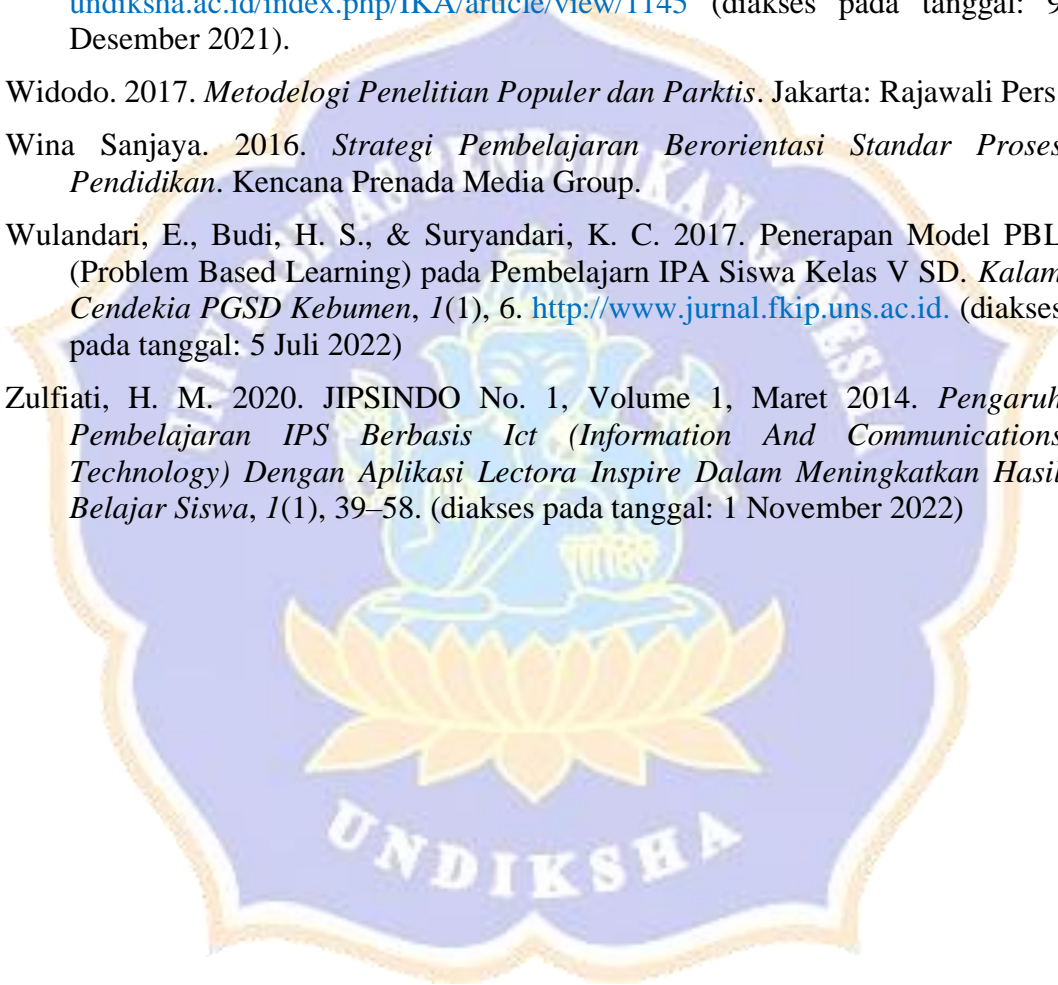 undiksha.ac.id/index.php/IKA/article/view/1145 (diakses pada tanggal: 9
Desember 2021).
Widodo. 2017. Metodelogi Penelitian Populer dan Parktis. Jakarta: Rajawali Pers
Wina Sanjaya. 2016. Strategi Pembelajaran Berorientasi Standar Proses
Pendidikan. Kencana Prenada Media Group.
Wulandari, E., Budi, H. S., & Suryandari, K. C. 2017. Penerapan Model PBL
(Problem Based Learning) pada Pembelajarn IPA Siswa Kelas V SD. Kalam
Cendekia PGSD Kebumen, 1(1), 6. http://www.jurnal.fkip.uns.ac.id. (diakses
pada tanggal: 5 Juli 2022)
Zulfiati, H. M. 2020. JIPSINDO No. 1, Volume 1, Maret 2014. Pengaruh
Pembelajaran IPS Berbasis Ict (Information And Communications
Technology) Dengan Aplikasi Lectora Inspire Dalam Meningkatkan Hasil
Belajar Siswa, 1(1), 39–58. (diakses pada tanggal: 1 November 2022)
UNIVERSITAS PENDIDIKAN GANESHA
UNDIKSHA